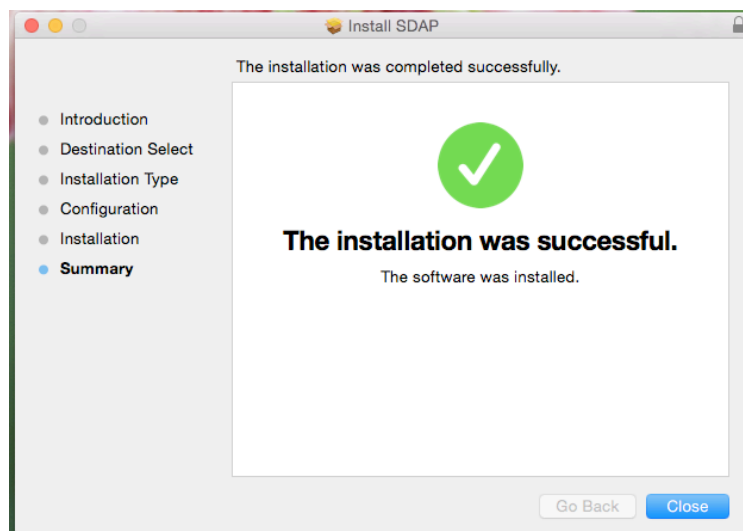 Install SDAP
The installation was completed successfully.
Introduction
Destination Select
Installation Type
Configuration
Installation
Summary
The installation was successful.
The software was installed.
Go Back
Close